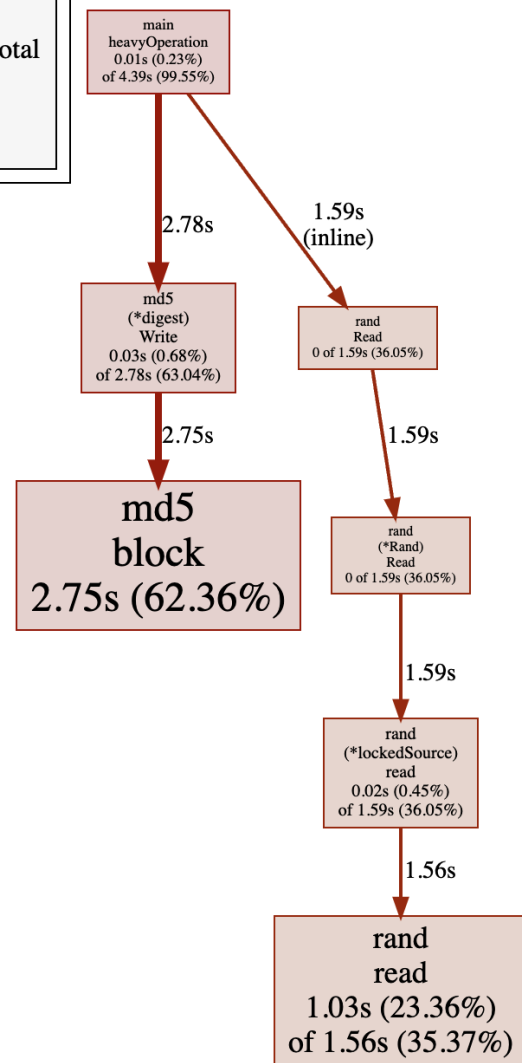 otal
main
heavyOperation
0.01s (0.23%)
of 4.39s (99.55%)
2.78s
1.59s
(inline)
md5
(*digest)
Write
0.03s (0.68%)
of 2.78s (63.04%)
rand
Read
0 of 1.59s (36.05%)
2.75s
1.59s
md5
block
2.75s (62.36%)
rand
(*Rand)
Read
0 of 1.59s (36.05%)
1.59s
rand
(*lockedSource)
read
0.02s (0.45%)
of 1.59s (36.05%)
1.56s
rand
read
1.03s (23.36%)
of 1.56s (35.37%)